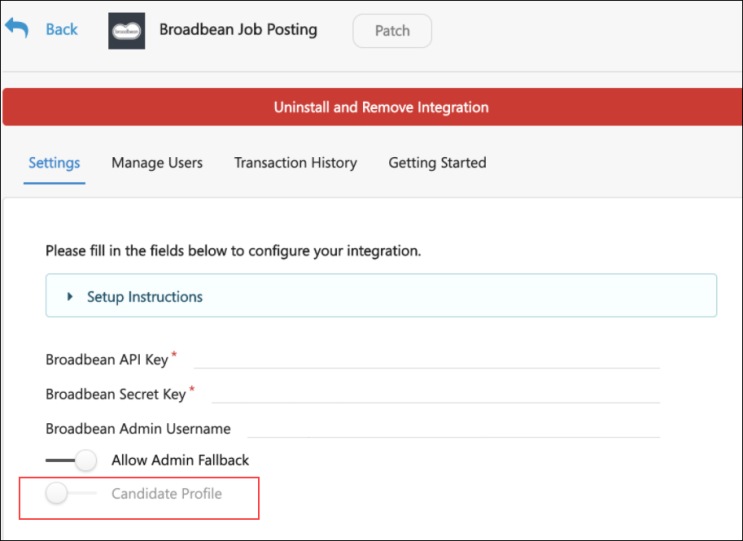 Back
broadbean
Broadbean Job Posting
Patch
Uninstall and Remove Integration
Settings
Manage Users
Transaction History
Getting Started
Please fill in the fields below to configure your integration.
Setup Instructions
Broadbean API Key*
Broadbean Secret Key*
Broadbean Admin Username
Allow Admin Fallback
Candidate Profile